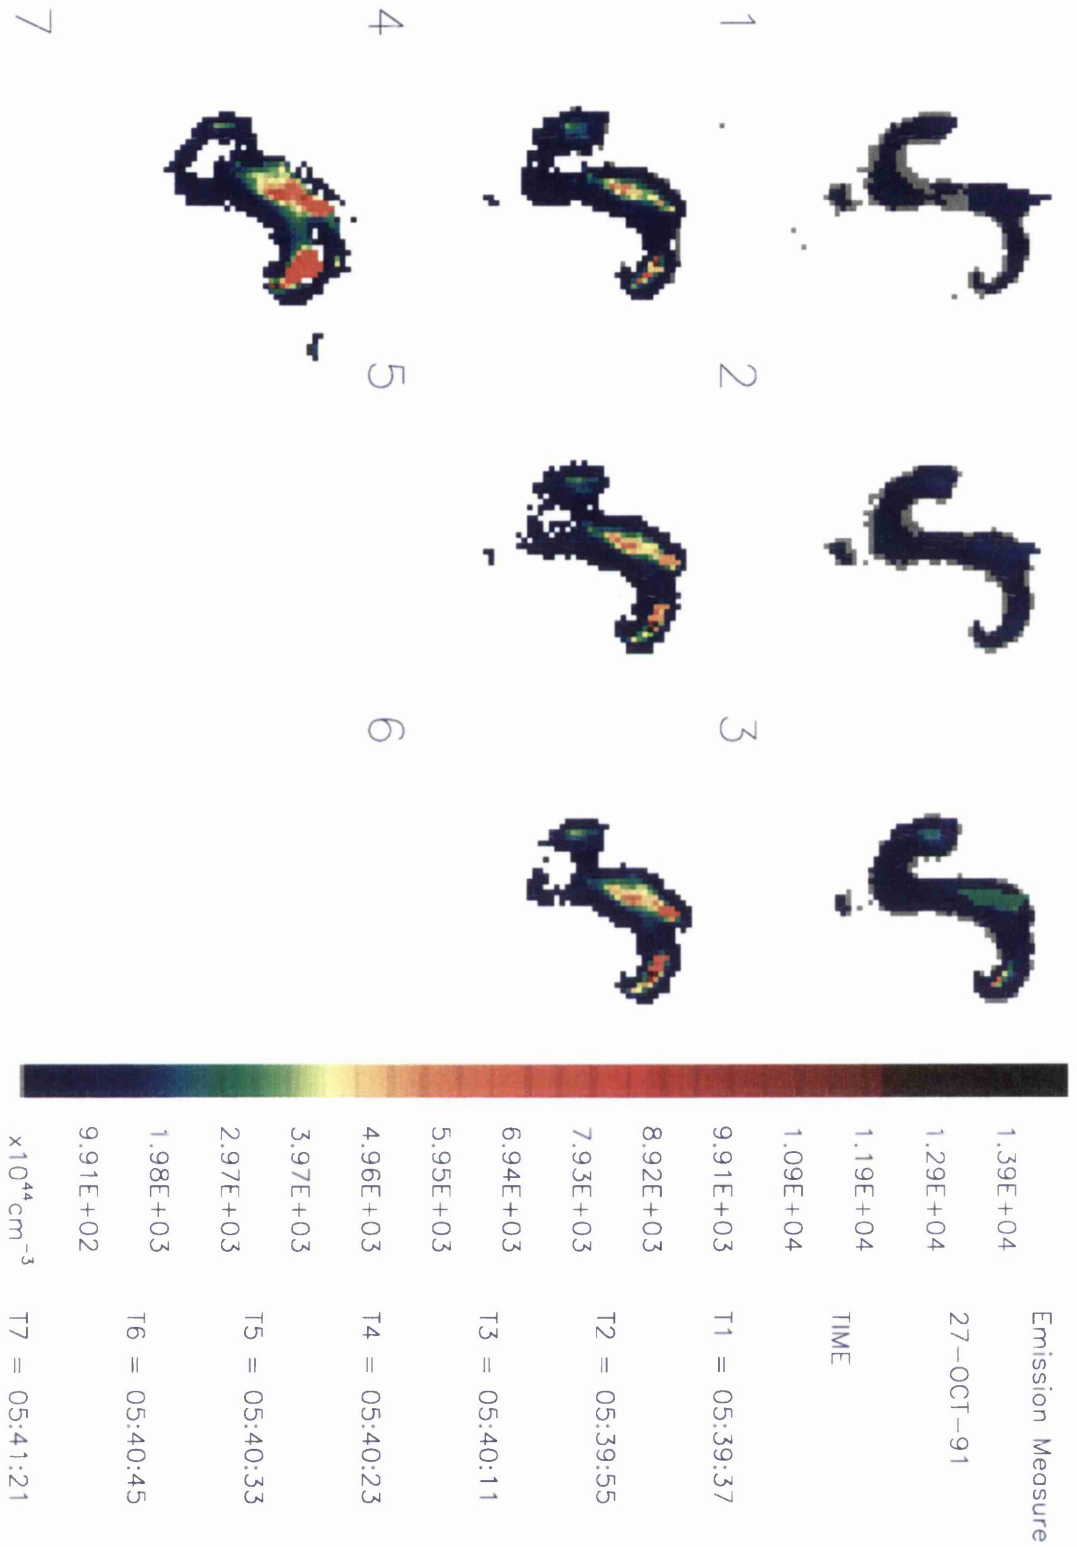 1
2
3
4
5
6
7
1.39E+04
1.29E+04
1.19E+04
1.09E+04
9.91E+03
8.92E+03
7.93E+03
6.94E+03
5.95E+03
4.96E+03
3.97E+03
2.97E+03
1.98E+03
9.91E+02
x10⁴⁴cm⁻³
Emission Measure
27-OCT-91
TIME
T1 = 05:39:37
T2 = 05:39:55
T3 = 05:40:11
T4 = 05:40:23
T5 = 05:40:33
T6 = 05:40:45
T7 = 05:41:21